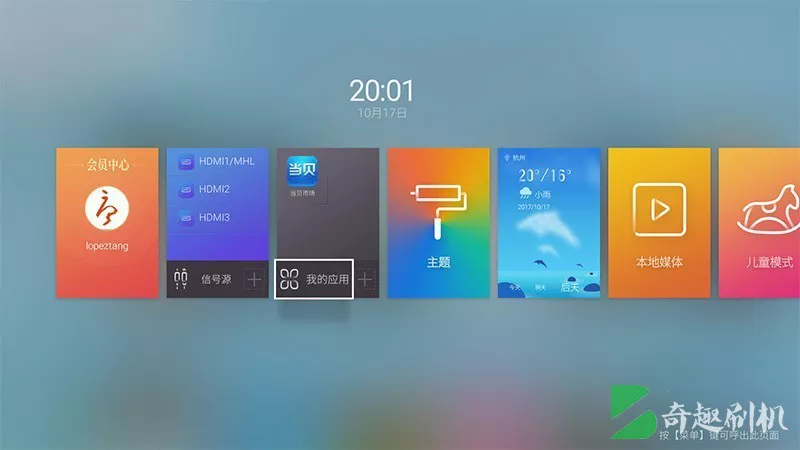 20:01
10月17日
会员中心
lopeztang
HDMI1/MHL
HDMI2
HDMI3
信号源
当贝
当贝市场
我的应用
主题
杭州
20°/16°
小雨
2017/10/17
今天
明天
后天
本地媒体
儿童模式
奇趣刷机
按【菜单】键可呼出此页面